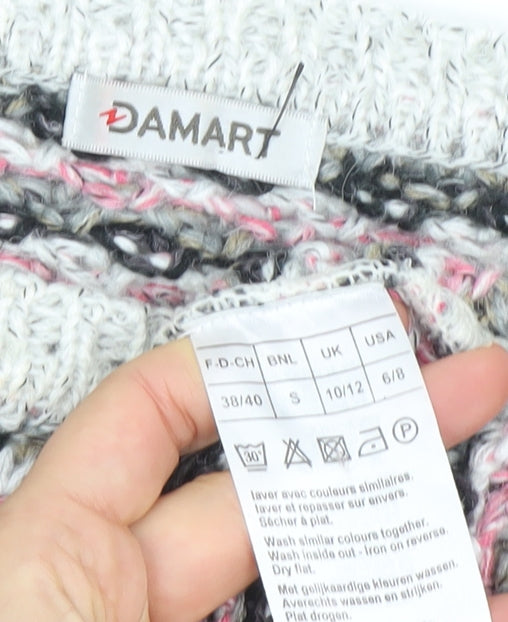 DAMART
F-D-CH BNL UK USA
38/40 S 10/12 6/8
30° P
laver avec couleurs similaires.
laver et repasser sur envers.
Sécher à plat.
Wash similar colours together.
Wash inside out - Iron on reverse.
Dry flat.
Met gelijkaardige kleuren wassen.
Averechts wassen en strijken.
Plat drogen.